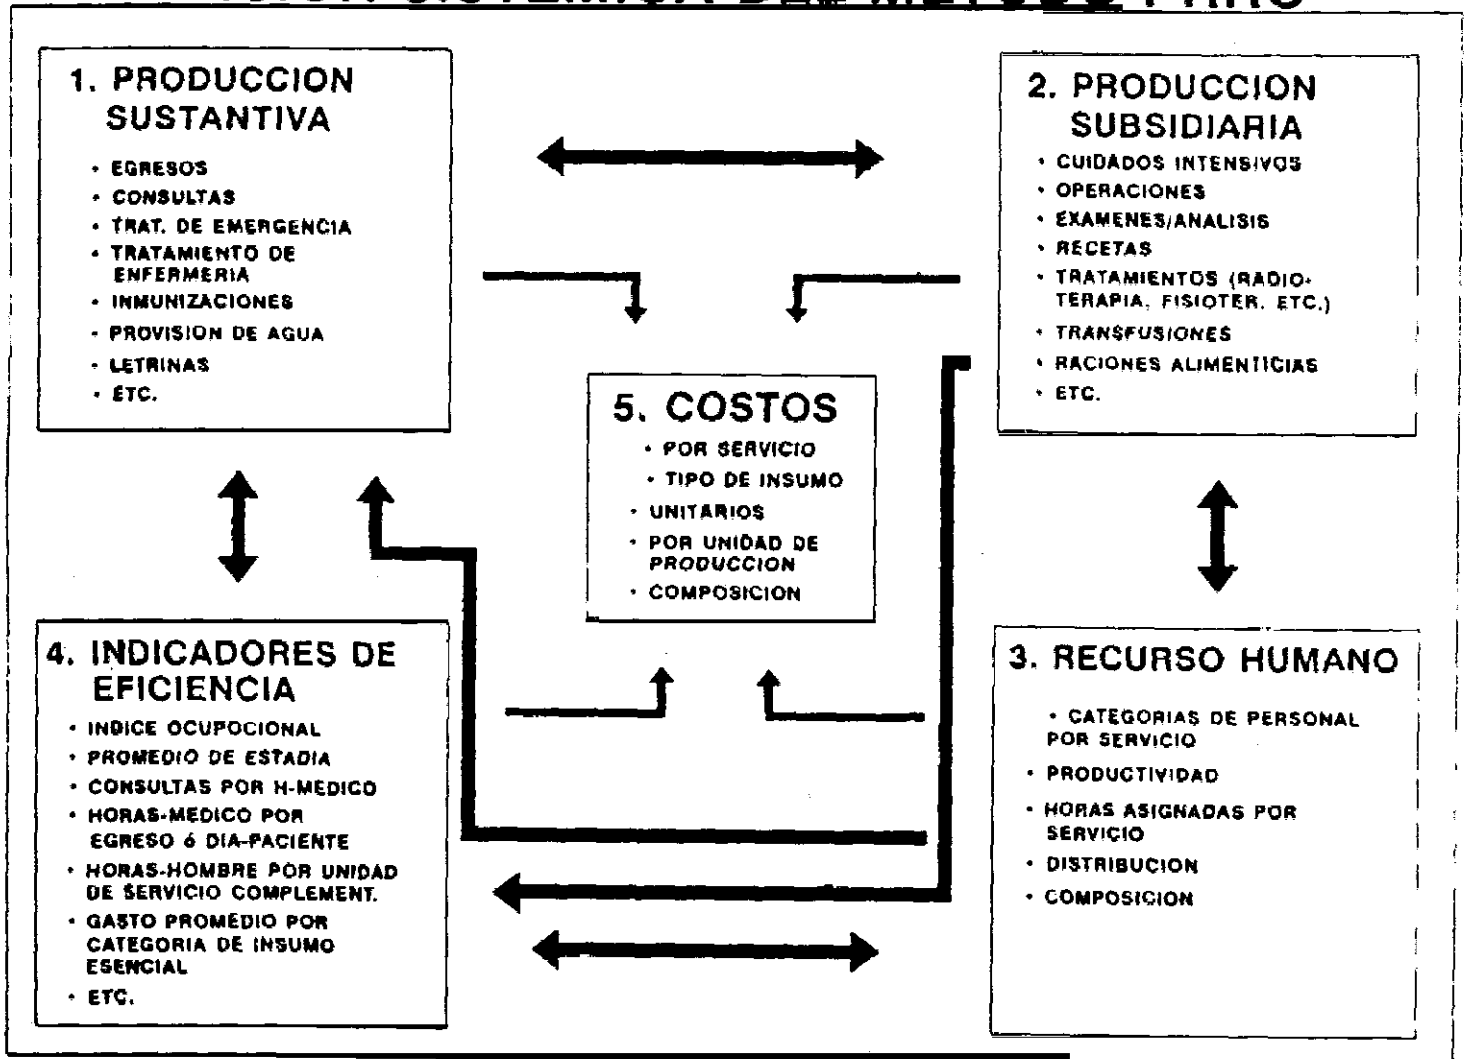 1. PRODUCCION
SUSTANTIVA
• EGRESOS
• CONSULTAS
• TRAT. DE EMERGENCIA
• TRATAMIENTO DE
ENFERMERIA
• INMUNIZACIONES
• PROVISION DE AGUA
• LETRINAS
• ETC.
2. PRODUCCION
SUBSIDIARIA
• CUIDADOS INTENSIVOS
• OPERACIONES
• EXAMENES/ANALISIS
• RECETAS
• TRATAMIENTOS (RADIO-
TERAPIA, FISIOTER. ETC.)
• TRANSFUSIONES
• RACIONES ALIMENTICIAS
• ETC.
5. COSTOS
• POR SERVICIO
• TIPO DE INSUMO
• UNITARIOS
• POR UNIDAD DE
PRODUCCION
• COMPOSICION
4. INDICADORES DE
EFICIENCIA
• INDICE OCUPOCIONAL
• PROMEDIO DE ESTADIA
• CONSULTAS POR H-MEDICO
• HORAS-MEDICO POR
EGRESO ó DIA-PACIENTE
• HORAS-HOMBRE POR UNIDAD
DE SERVICIO COMPLEMENT.
• GASTO PROMEDIO POR
CATEGORIA DE INSUMO
ESENCIAL
• ETC.
3. RECURSO HUMANO
• CATEGORIAS DE PERSONAL
POR SERVICIO
• PRODUCTIVIDAD
• HORAS ASIGNADAS POR
SERVICIO
• DISTRIBUCION
• COMPOSICION